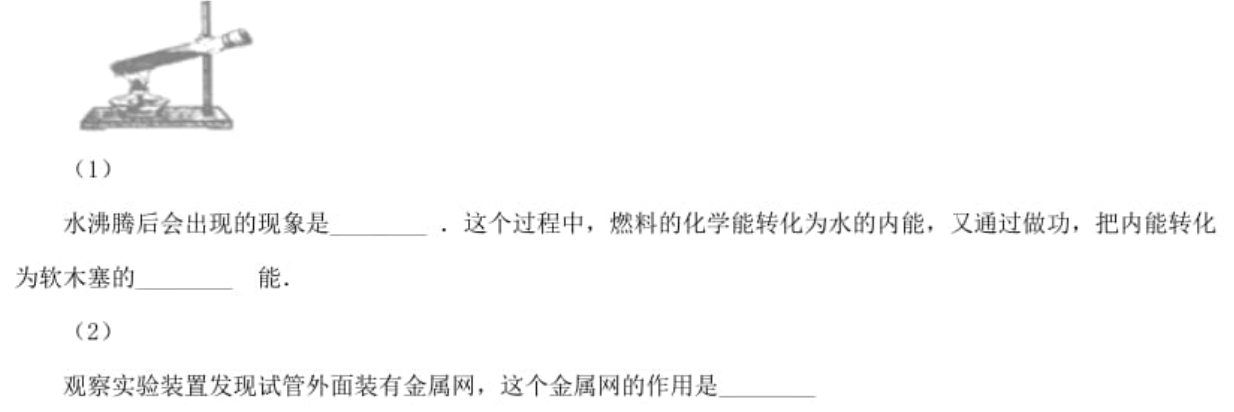 （1）
水沸腾后会出现的现象是________ ．这个过程中，燃料的化学能转化为水的内能，又通过做功，把内能转化
为软木塞的________ 能．
（2）
观察实验装置发现试管外面装有金属网，这个金属网的作用是________